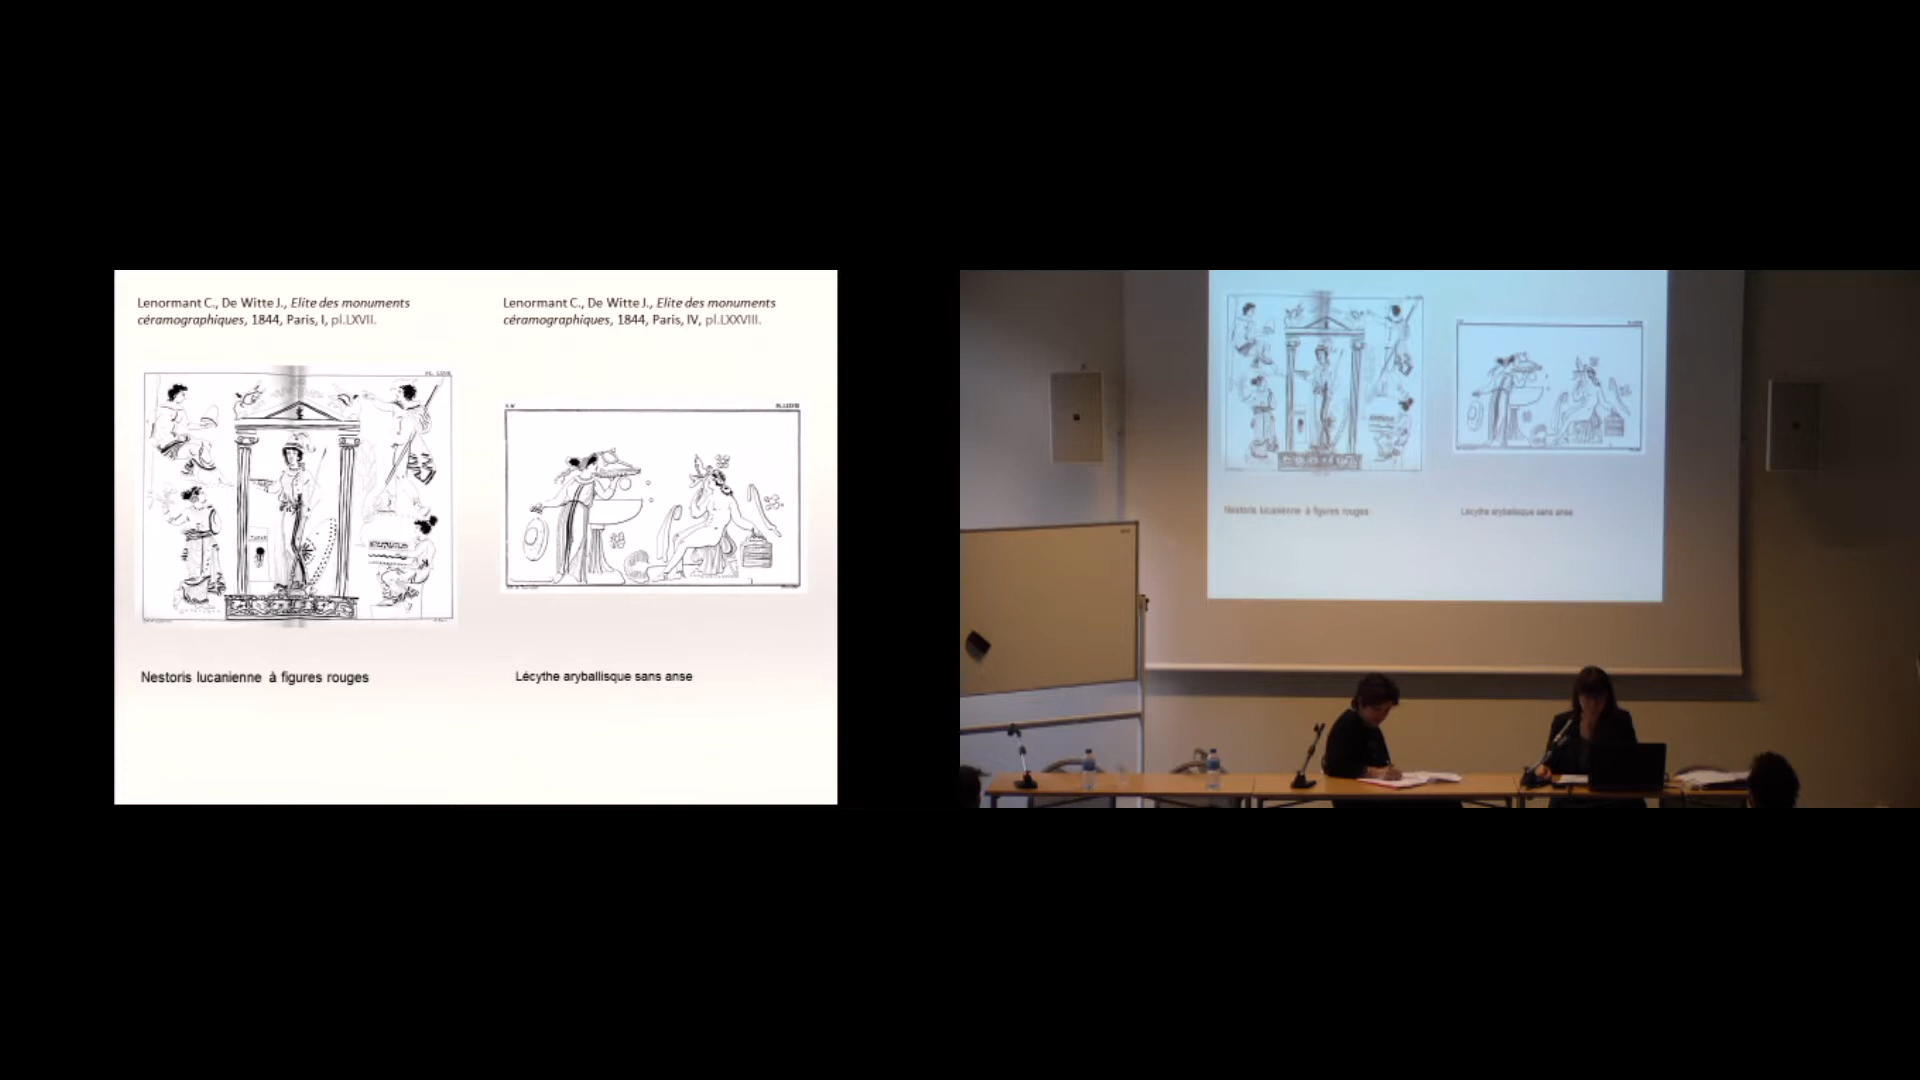 Lenormant C., De Witte J., Elite des monuments
céramographiques, 1844, Paris, I, pl.LXVII.
Lenormant C., De Witte J., Elite des monuments
céramographiques, 1844, Paris, IV, pl.LXXVIII.
Nestoris lucanienne à figures rouges
Lécythe aryballisque sans anse
Nestoris lucanienne à figures rouges
Lécythe aryballisque sans anse